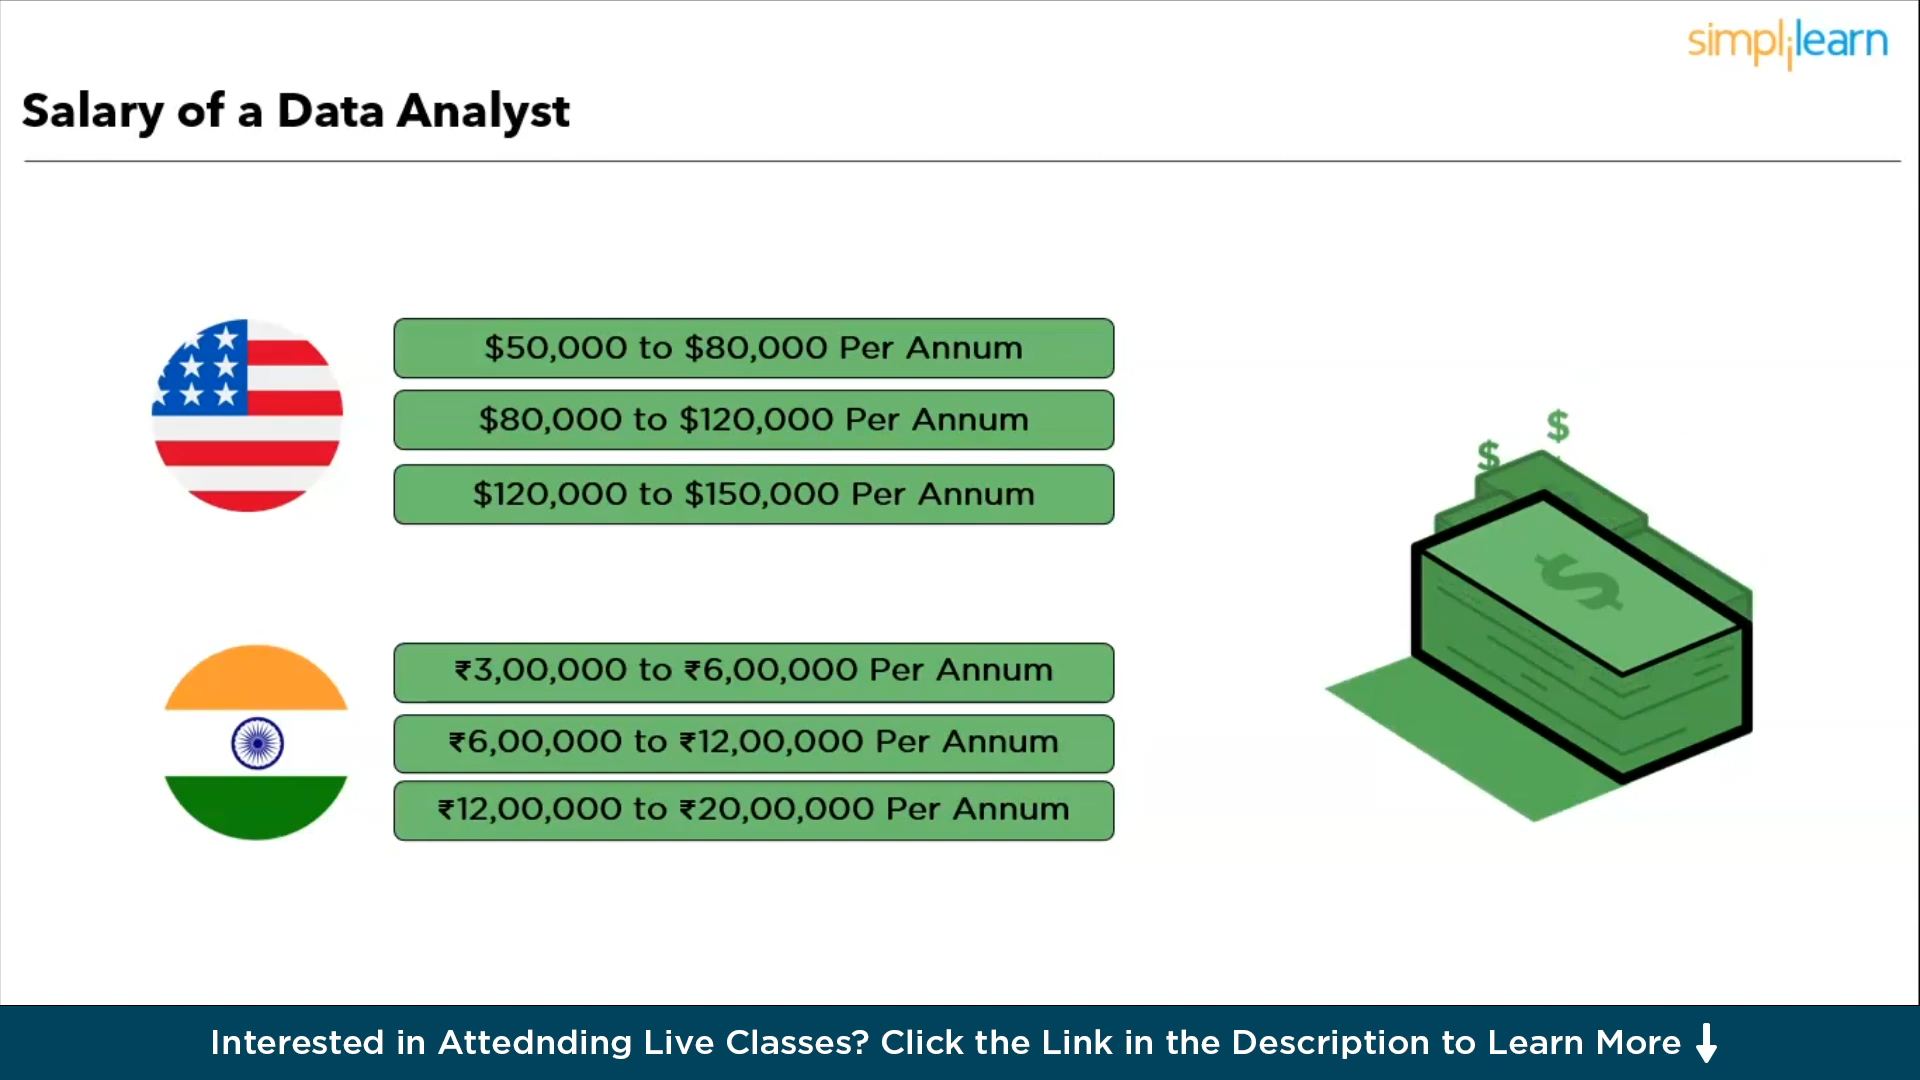 simplilearn
Salary of a Data Analyst
$50,000 to $80,000 Per Annum
$80,000 to $120,000 Per Annum
$120,000 to $150,000 Per Annum
$
$
$
₹3,00,000 to ₹6,00,000 Per Annum
₹6,00,000 to ₹12,00,000 Per Annum
₹12,00,000 to ₹20,00,000 Per Annum
Interested in Attednding Live Classes? Click the Link in the Description to Learn More